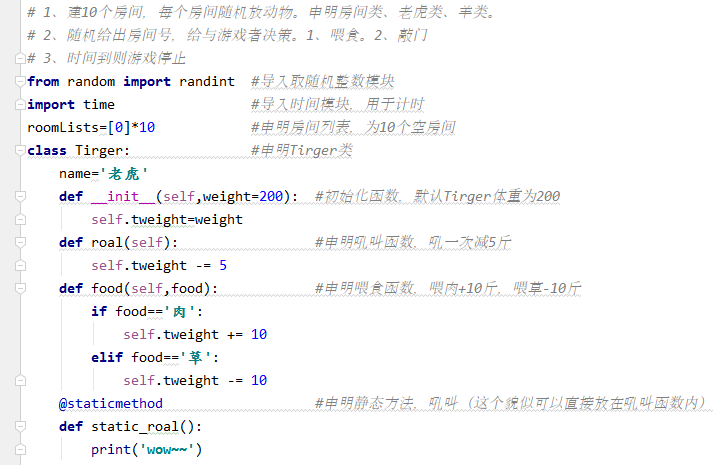 # 1、建10个房间，每个房间随机放动物。申明房间类、老虎类、羊类。
# 2、随机给出房间号，给与游戏者决策。1、喂食。2、敲门
# 3、时间到则游戏停止
from random import randint  #导入取随机整数模块
import time                 #导入时间模块，用于计时
roomLists=[0]*10            #申明房间列表，为10个空房间
class Tirger:               #申明Tirger类
    name='老虎'
    def __init__(self,weight=200):  #初始化函数，默认Tirger体重为200
        self.tweight=weight
    def roal(self):                 #申明吼叫函数，吼一次减5斤
        self.tweight -= 5
    def food(self,food):            #申明喂食函数，喂肉+10斤，喂草-10斤
        if food=='肉':
            self.tweight += 10
        elif food=='草':
            self.tweight -= 10
    @staticmethod                   #申明静态方法，吼叫（这个貌似可以直接放在吼叫函数内）
    def static_roal():
        print('wow~~')